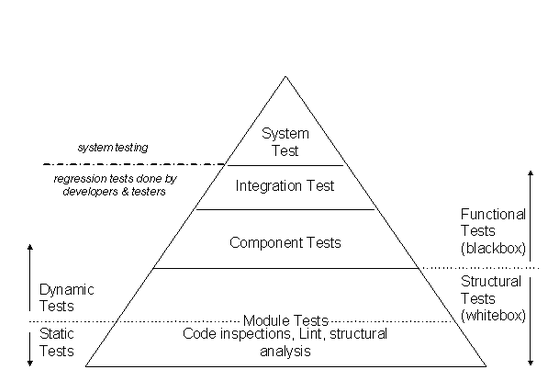 System
Test
system testing
regression tests done by
developers & testers
Integration Test
Functional
Tests
(blackbox)
Component Tests
Structural
Tests
(whitebox)
Dynamic
Tests
Module Tests
Static
Tests
Code inspections, Lint, structural
analysis